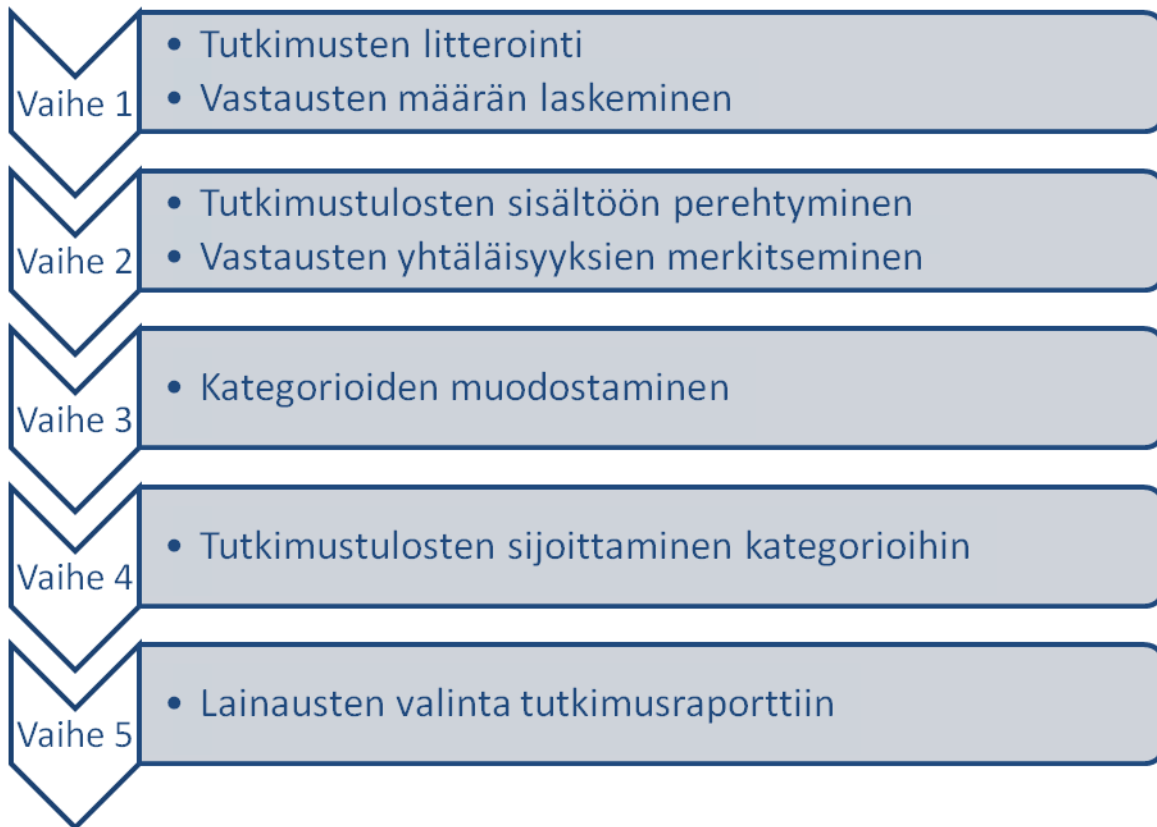 Vaihe 1
• Tutkimusten litterointi
• Vastausten määrän laskeminen
Vaihe 2
• Tutkimustulosten sisältöön perehtyminen
• Vastausten yhtäläisyyksien merkitseminen
Vaihe 3
• Kategorioiden muodostaminen
Vaihe 4
• Tutkimustulosten sijoittaminen kategorioihin
Vaihe 5
• Lainausten valinta tutkimusraporttiin